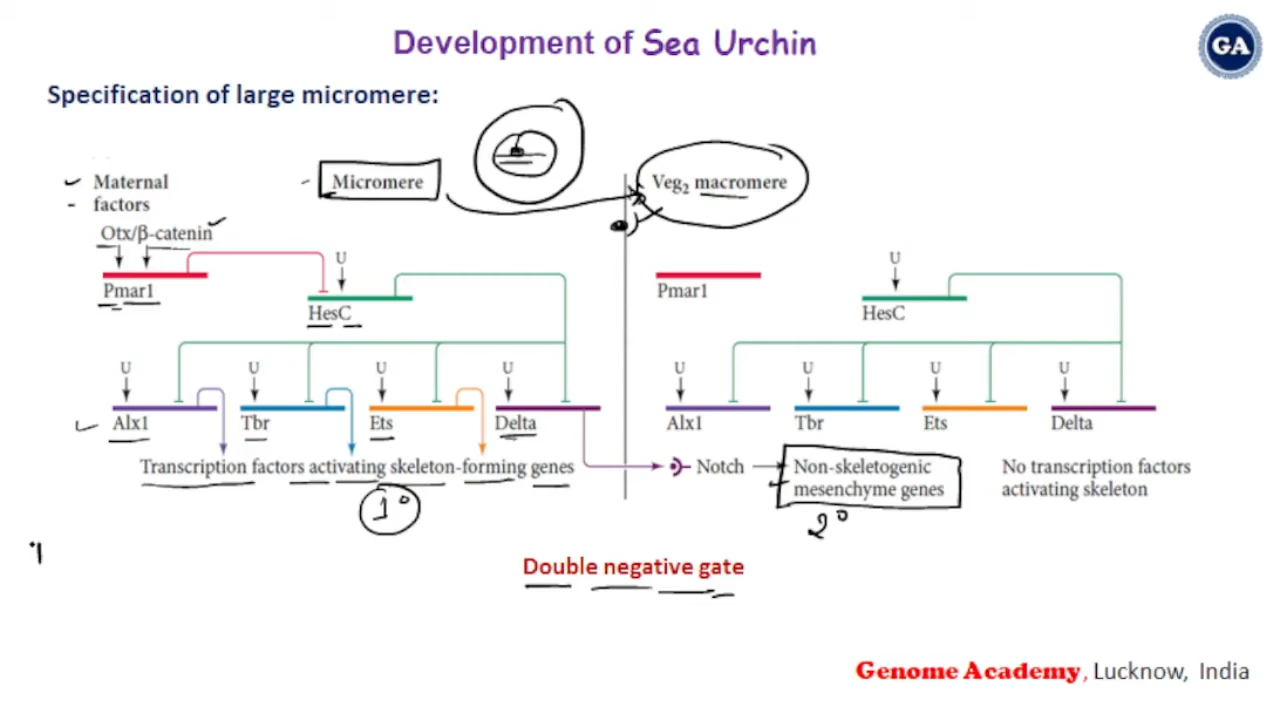 Development of Sea Urchin
GA
Specification of large micromere:
Maternal
factors
Micromere
Veg₂ macromere
Otx/β-catenin
U
U
Pmar1
HesC
Pmar1
HesC
U
U
U
U
U
U
U
U
Alx1
Tbr
Ets
Delta
Alx1
Tbr
Ets
Delta
Transcription factors activating skeleton-forming genes
Notch
Non-skeletogenic
mesenchyme genes
No transcription factors
activating skeleton
1°
2°
Double negative gate
Genome Academy, Lucknow, India